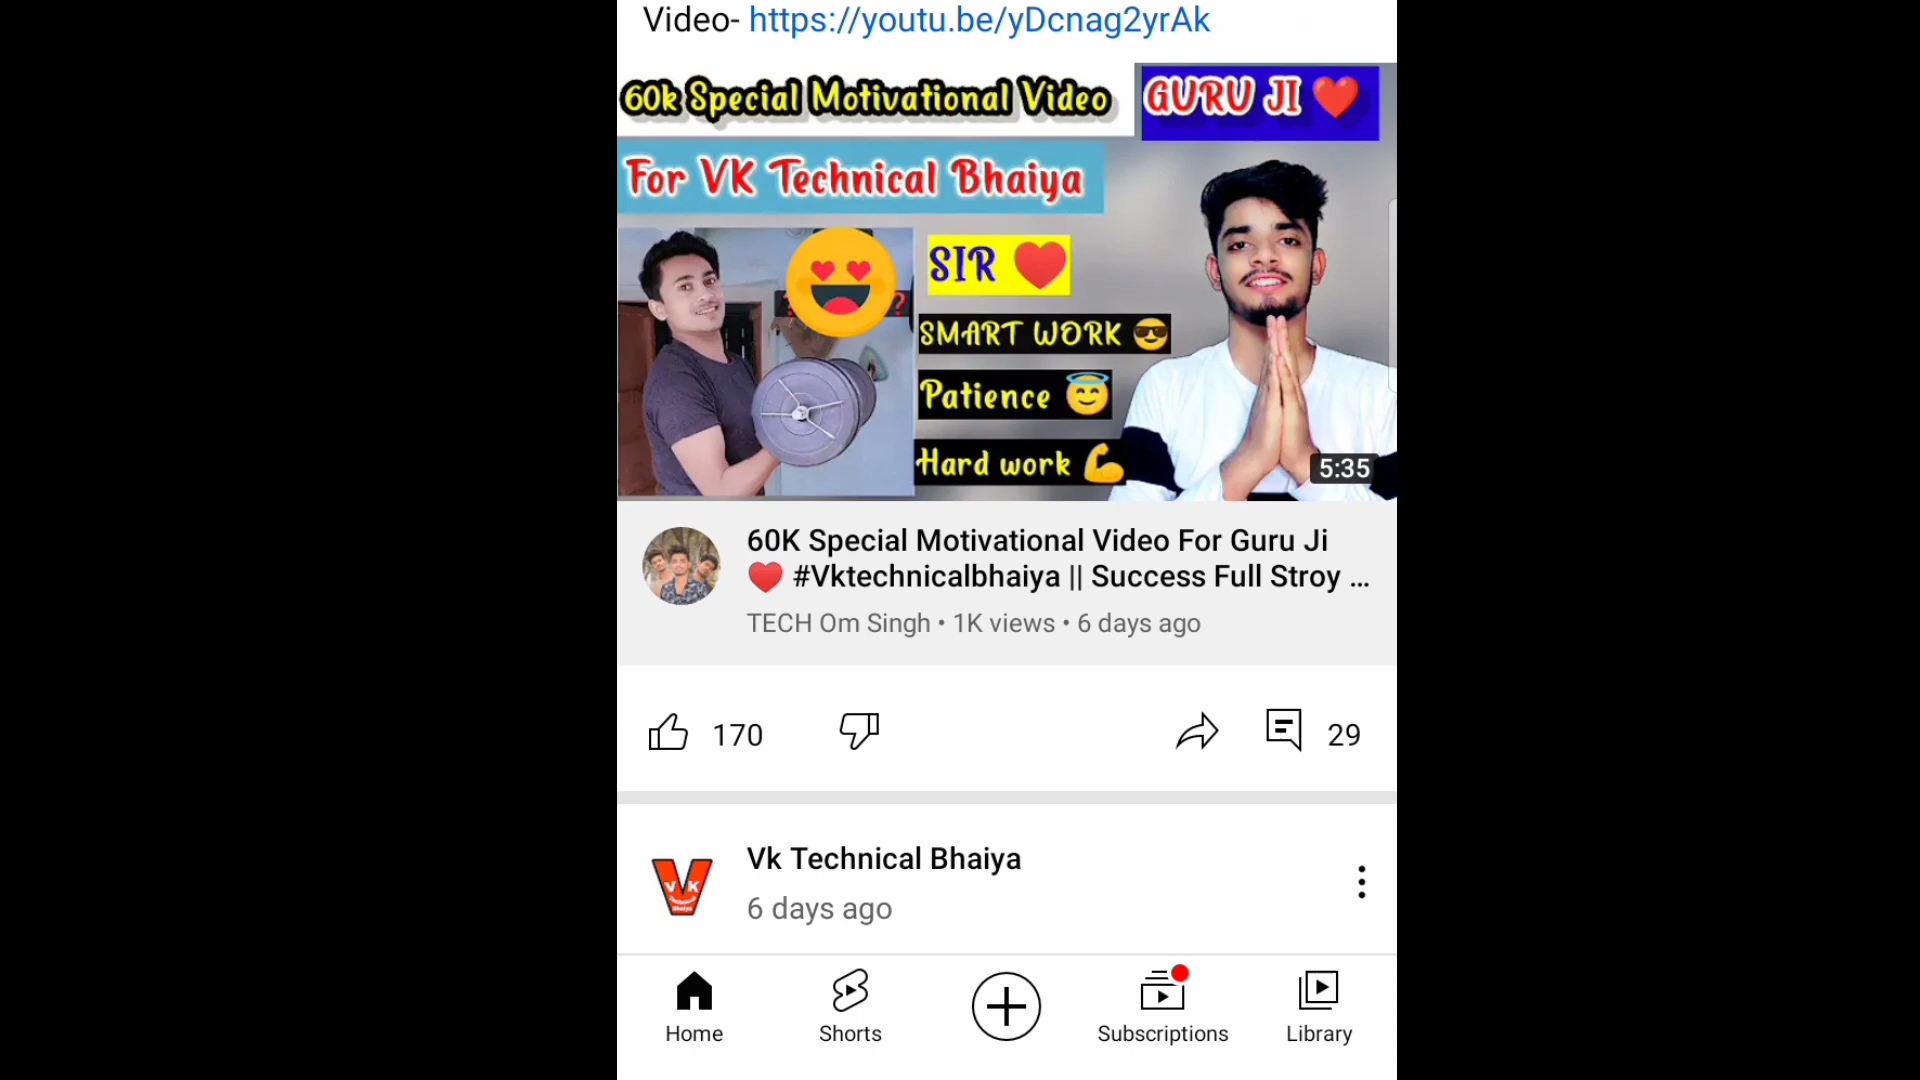 Video- https://youtu.be/yDcnag2yrAk
60k Special Motivational Video
GURU JI
For VK Technical Bhaiya
SIR
SMART WORK
Patience
Hard work
5:35
60K Special Motivational Video For Guru Ji
#Vktechnicalbhaiya || Success Full Stroy ...
TECH Om Singh • 1K views • 6 days ago
170
29
Vk Technical Bhaiya
V K
6 days ago
Home
Shorts
Subscriptions
Library